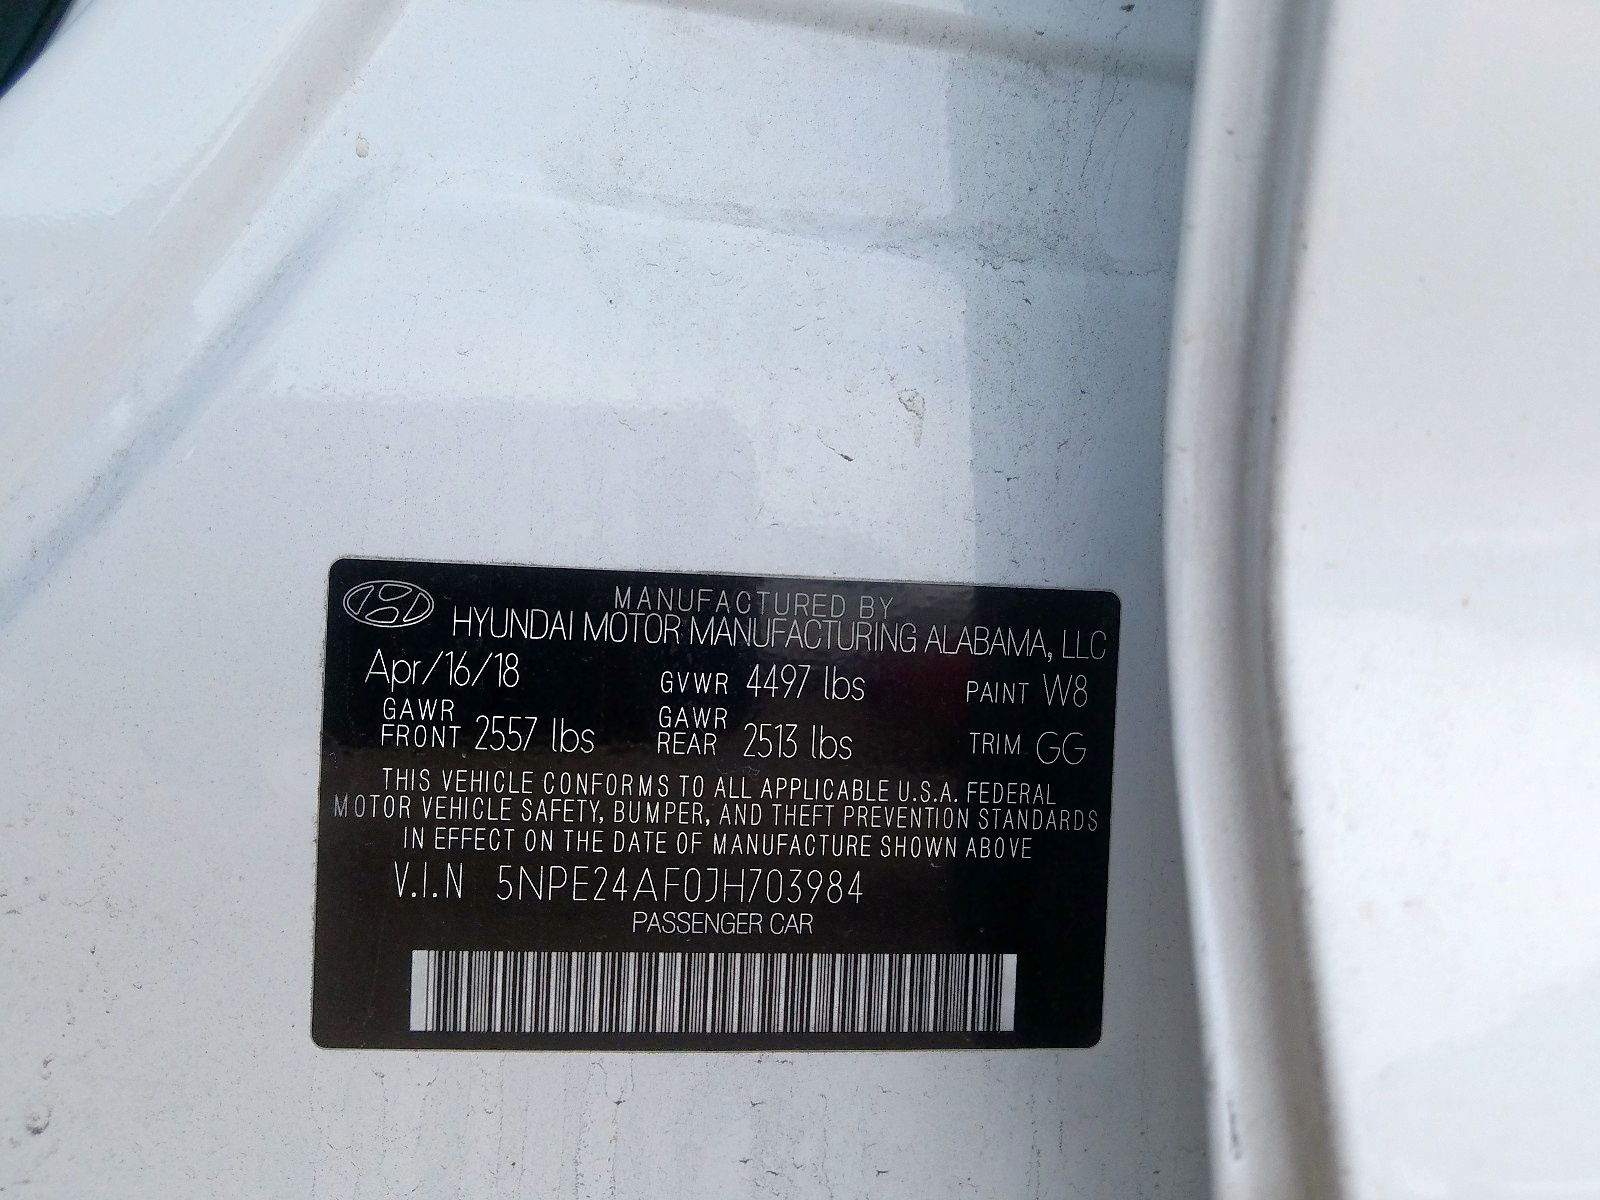 MANUFACTURED BY
HYUNDAI MOTOR MANUFACTURING ALABAMA, LLC
Apr/16/18 GVWR 4497 lbs PAINT W8
GAWR FRONT 2557 lbs GAWR REAR 2513 lbs TRIM GG
THIS VEHICLE CONFORMS TO ALL APPLICABLE U.S.A. FEDERAL
MOTOR VEHICLE SAFETY, BUMPER, AND THEFT PREVENTION STANDARDS
IN EFFECT ON THE DATE OF MANUFACTURE SHOWN ABOVE
V.I.N 5NPE24AF0JH703984
PASSENGER CAR